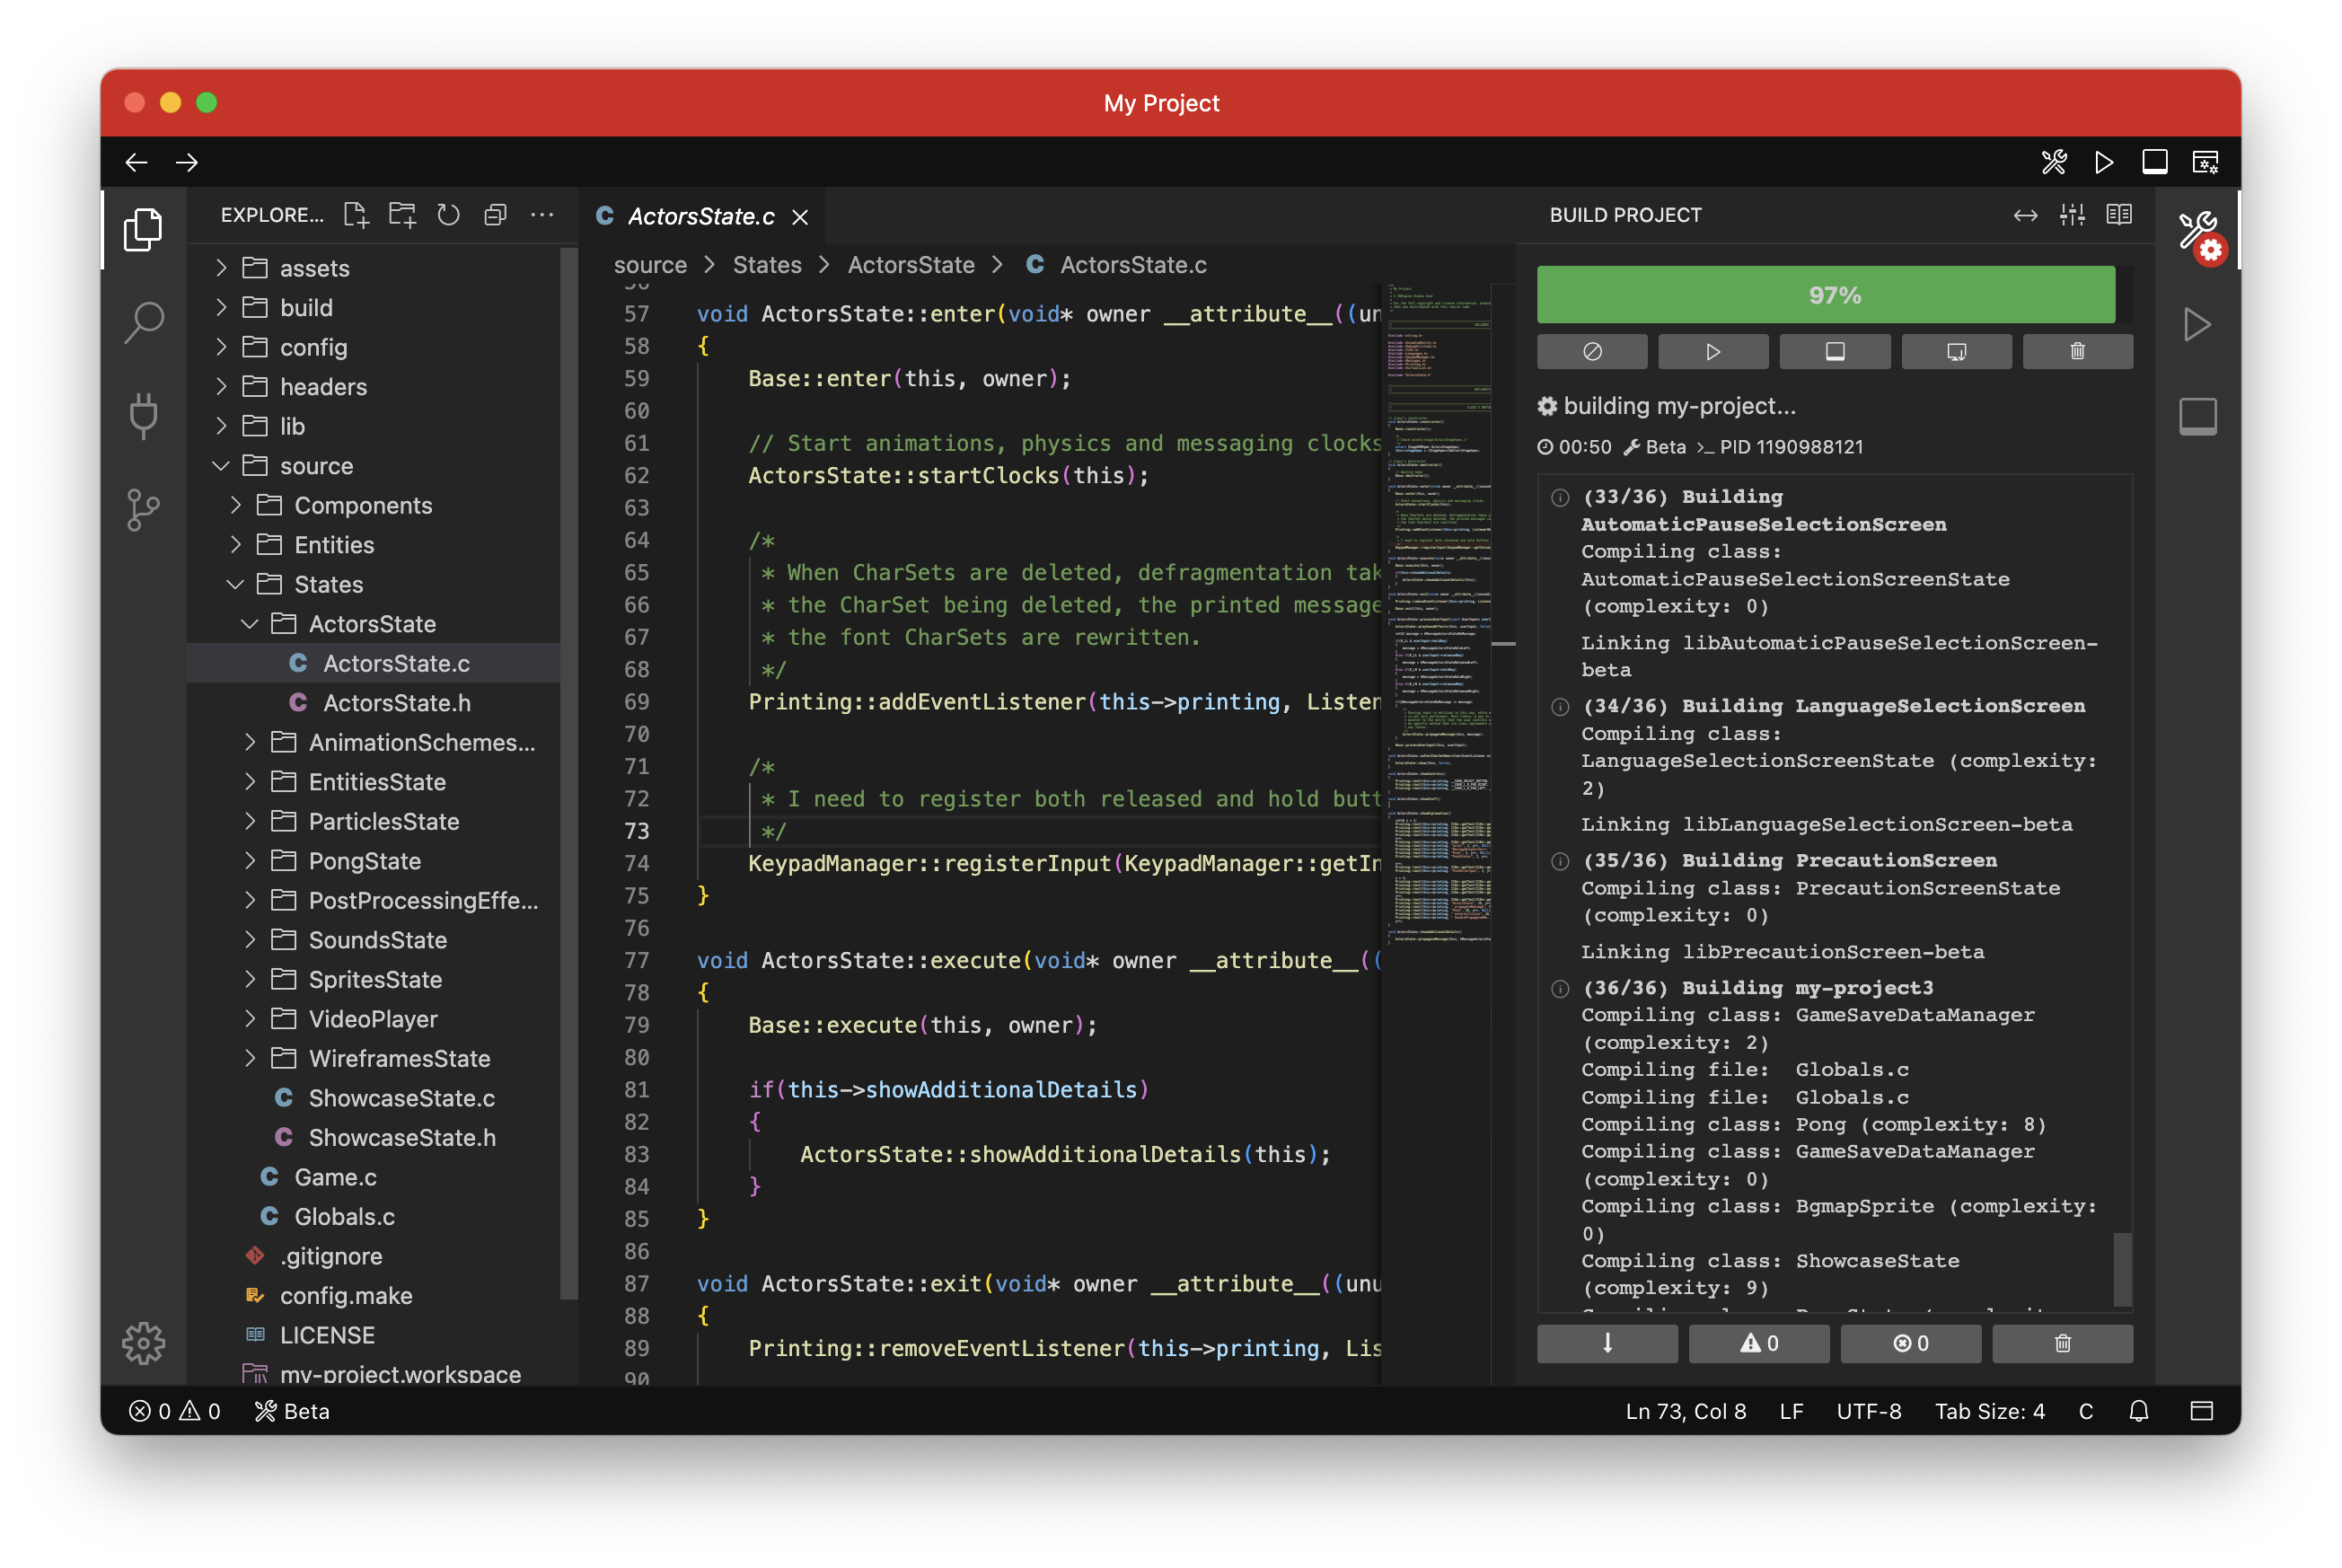 My Project
EXPLORE...
assets
build
config
headers
lib
source
Components
Entities
States
ActorsState
ActorsState.c
ActorsState.h
AnimationSchemes...
EntitiesState
ParticlesState
PongState
PostProcessingEffe...
SoundsState
SpritesState
VideoPlayer
WireframesState
ShowcaseState.c
ShowcaseState.h
Game.c
Globals.c
.gitignore
config.make
LICENSE
my-project.workspace
C ActorsState.c
source > States > ActorsState > C ActorsState.c
57 void ActorsState::enter(void* owner __attribute__((un
58 {
59 Base::enter(this, owner);
60
61 // Start animations, physics and messaging clocks
62 ActorsState::startClocks(this);
63
64 /*
65 * When CharSets are deleted, defragmentation tak
66 * the CharSet being deleted, the printed message
67 * the font CharSets are rewritten.
68 */
69 Printing::addEventListener(this->printing, Listen
70
71 /*
72 * I need to register both released and hold butt
73 */
74 KeypadManager::registerInput(KeypadManager::getIn
75 }
76
77 void ActorsState::execute(void* owner __attribute__((
78 {
79 Base::execute(this, owner);
80
81 if(this->showAdditionalDetails)
82 {
83 ActorsState::showAdditionalDetails(this);
84 }
85 }
86
87 void ActorsState::exit(void* owner __attribute__((unu
88 {
89 Printing::removeEventListener(this->printing, Lis
90
BUILD PROJECT
97%
building my-project...
00:50 Beta PID 1190988121
(33/36) Building
AutomaticPauseSelectionScreen
Compiling class:
AutomaticPauseSelectionScreenState
(complexity: 0)
Linking libAutomaticPauseSelectionScreen-
beta
(34/36) Building LanguageSelectionScreen
Compiling class:
LanguageSelectionScreenState (complexity:
2)
Linking libLanguageSelectionScreen-beta
(35/36) Building PrecautionScreen
Compiling class: PrecautionScreenState
(complexity: 0)
Linking libPrecautionScreen-beta
(36/36) Building my-project3
Compiling class: GameSaveDataManager
(complexity: 2)
Compiling file: Globals.c
Compiling file: Globals.c
Compiling class: Pong (complexity: 8)
Compiling class: GameSaveDataManager
(complexity: 0)
Compiling class: BgmapSprite (complexity:
0)
Compiling class: ShowcaseState
(complexity: 9)
0
0
0 0 Beta
Ln 73, Col 8 LF UTF-8 Tab Size: 4 C